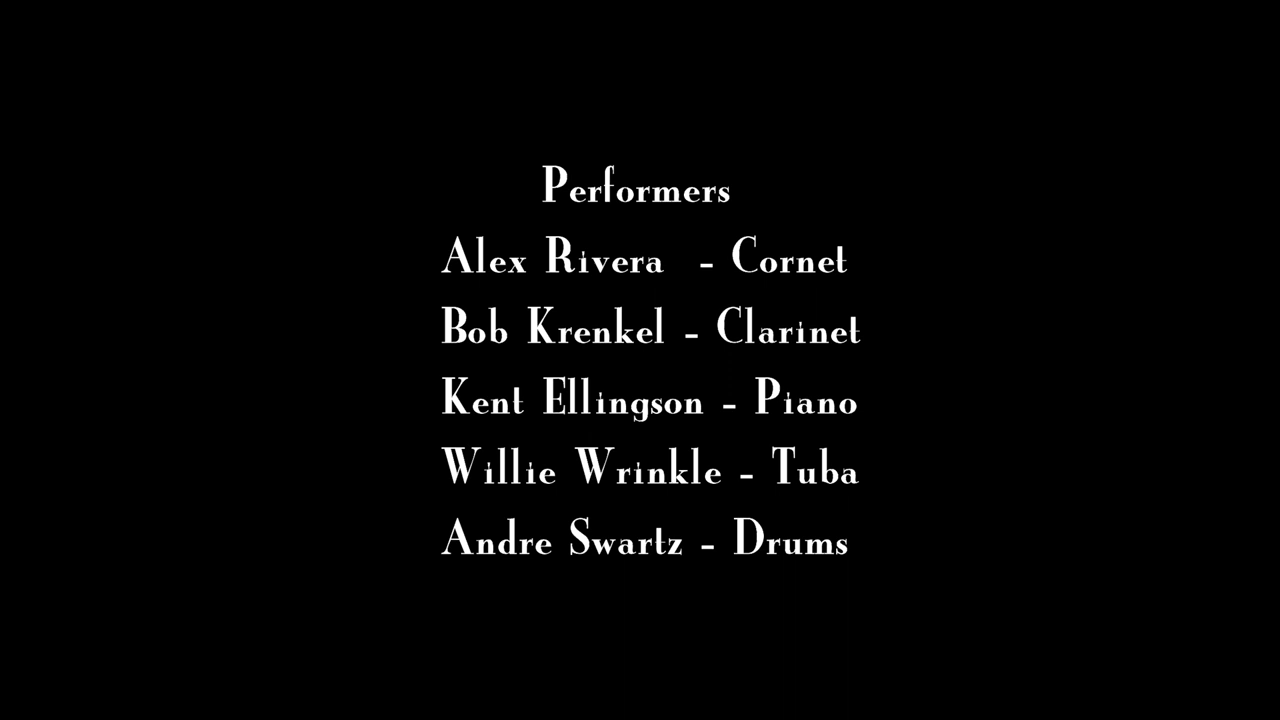 Performers
Alex Rivera - Cornet
Bob Krenkel - Clarinet
Kent Ellingson - Piano
Willie Wrinkle - Tuba
Andre Swartz - Drums